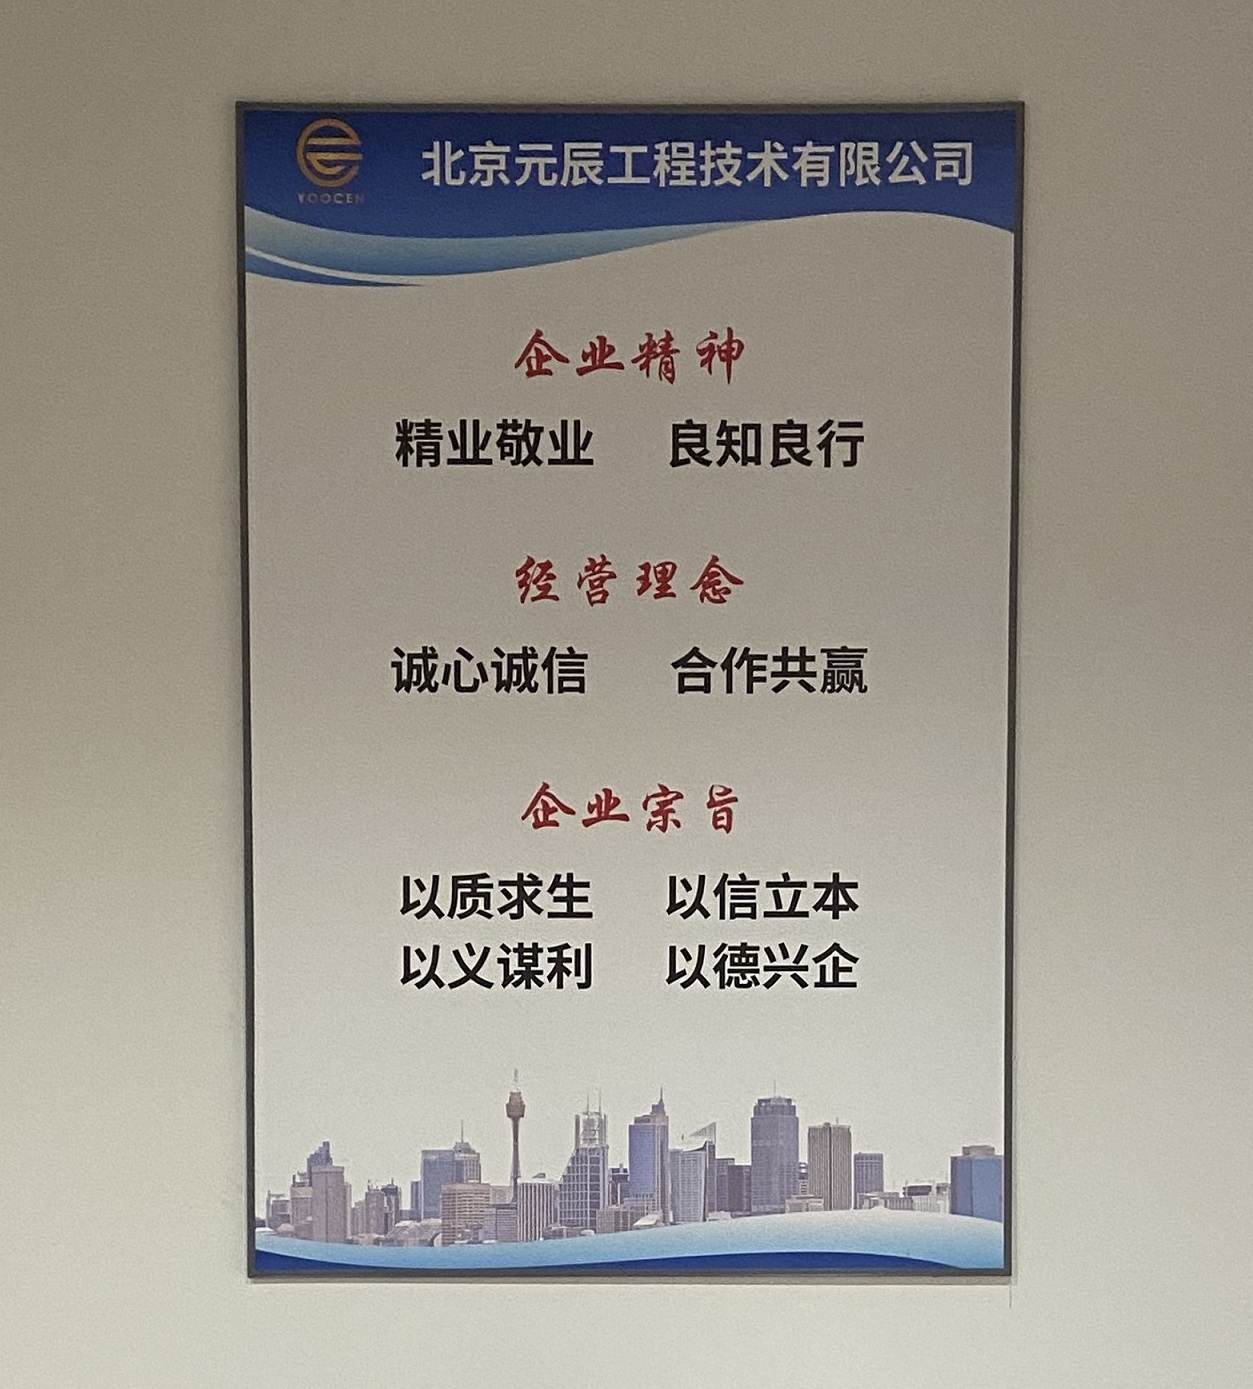 北京元辰工程技术有限公司
YOOCEN
企业精神
精业敬业 良知良行
经营理念
诚心诚信 合作共赢
企业宗旨
以质求生 以信立本
以义谋利 以德兴企